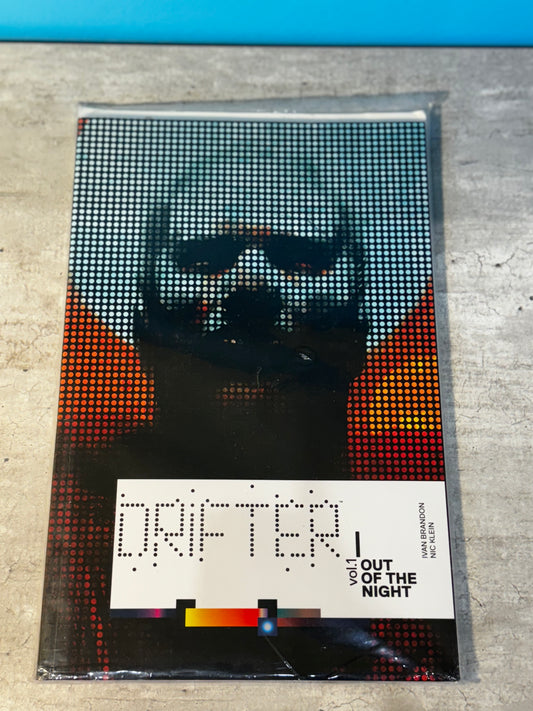 DRIFTER
vol.1
OUT
OF THE
NIGHT
IVAN BRANDON
NIC KLEIN